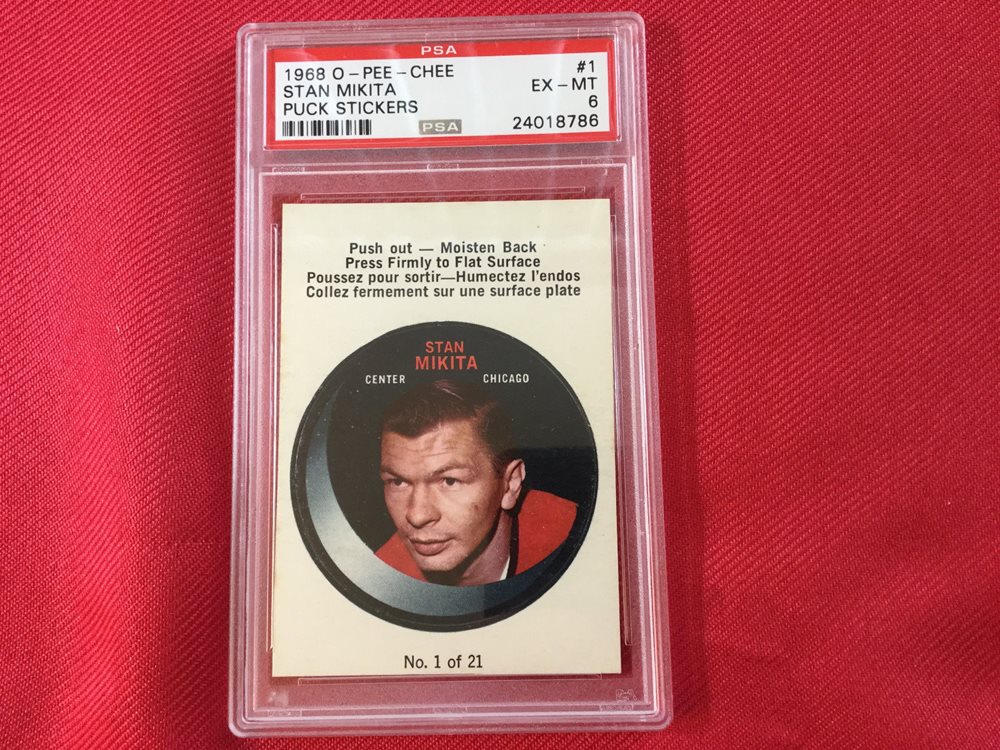 PSA
1968 O-PEE-CHEE #1
STAN MIKITA EX-MT
PUCK STICKERS 6
PSA 24018786
Push out — Moisten Back
Press Firmly to Flat Surface
Poussez pour sortir—Humectez l'endos
Collez fermement sur une surface plate
STAN
MIKITA
CENTER CHICAGO
No. 1 of 21